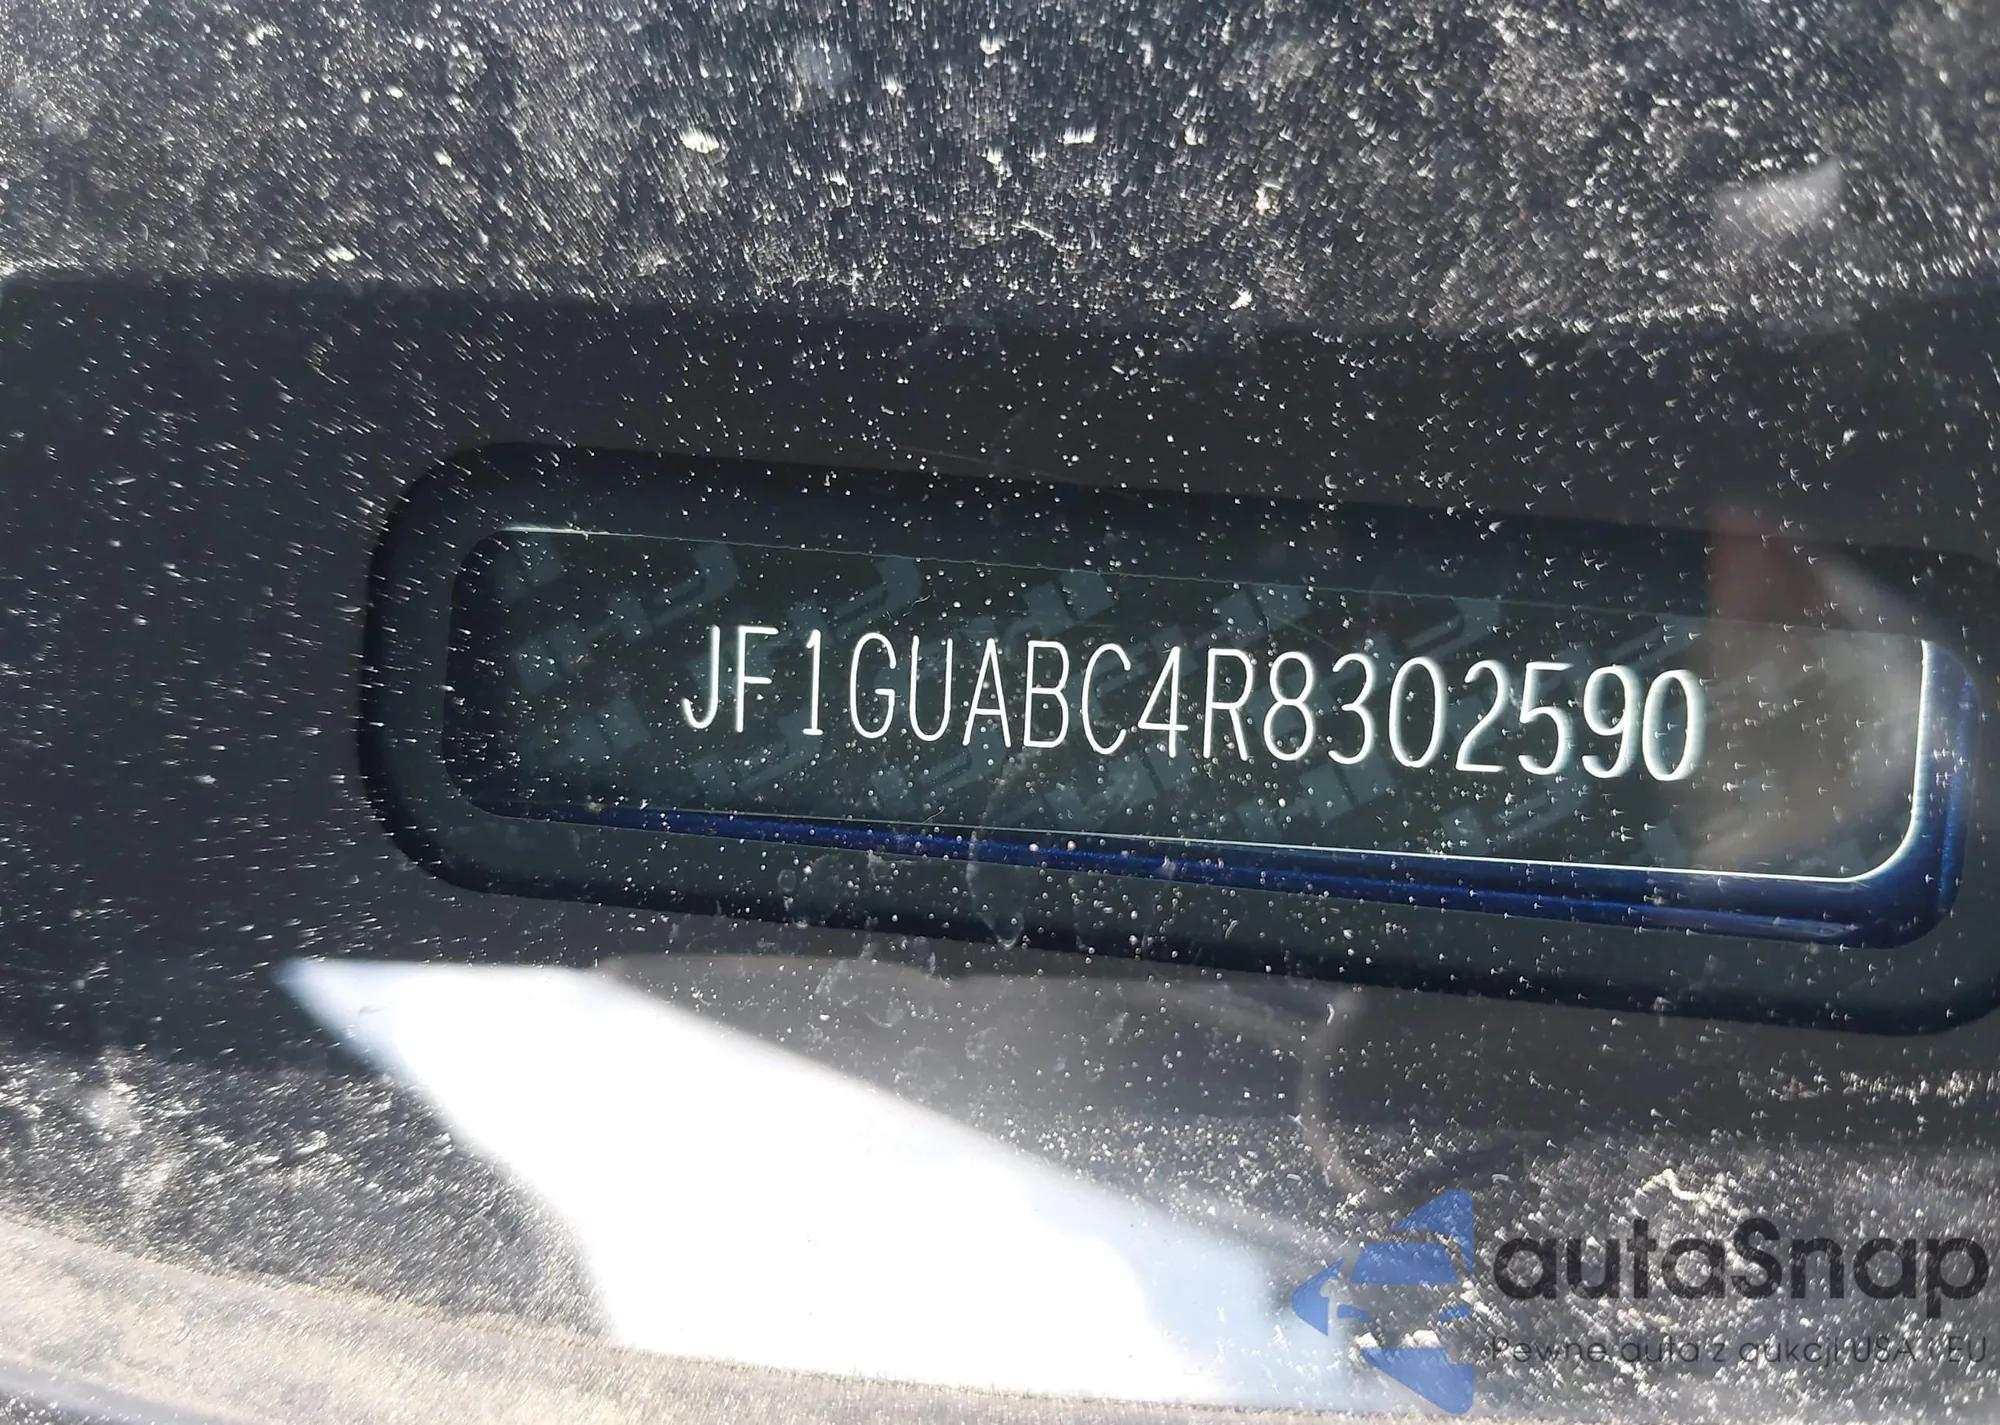 JF1GUABC4R8302590
autaSnap
Pewne auta z aukcji USA i EU